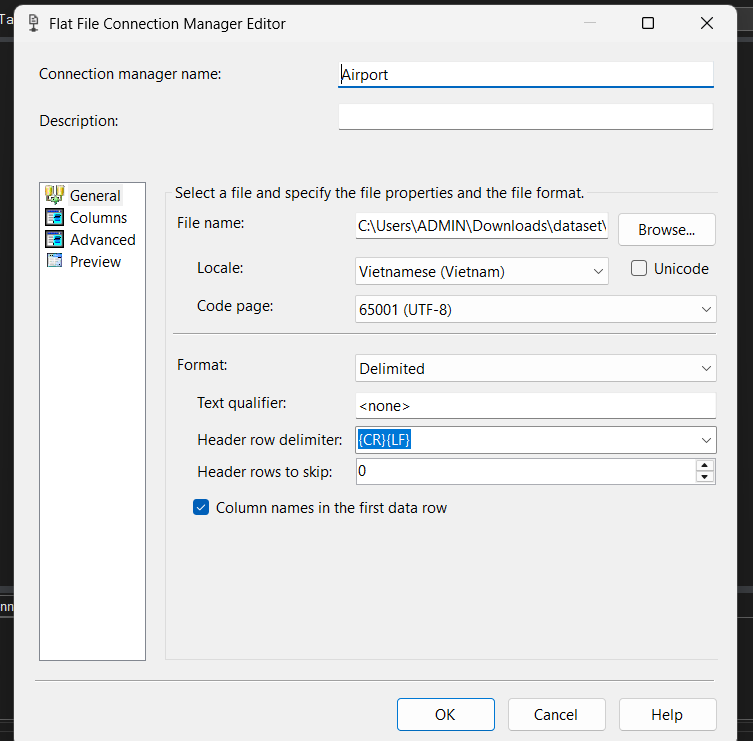 Ta
Flat File Connection Manager Editor
Connection manager name: Airport
Description:
General
Columns
Advanced
Preview
Select a file and specify the file properties and the file format.
File name: C:\Users\ADMIN\Downloads\dataset\ Browse...
Locale: Vietnamese (Vietnam) Unicode
Code page: 65001 (UTF-8)
Format: Delimited
Text qualifier: <none>
Header row delimiter: {CR}{LF}
Header rows to skip: 0
Column names in the first data row
nn
OK Cancel Help